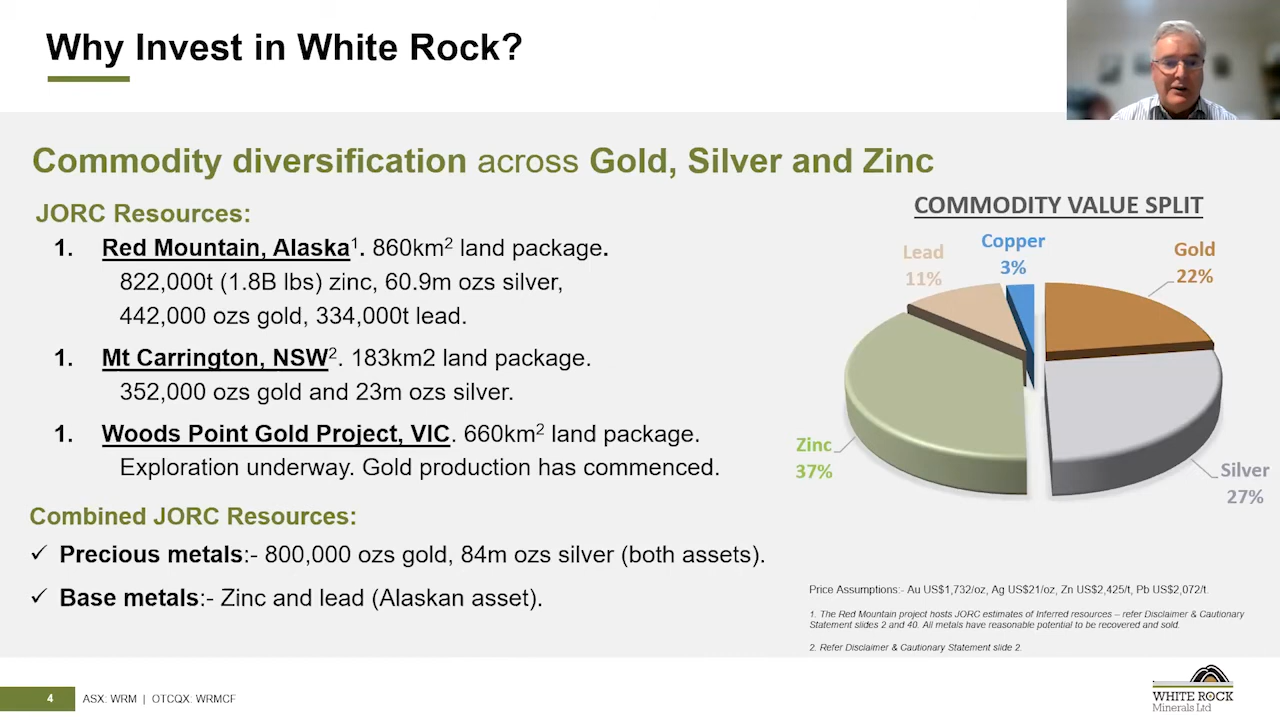 Why Invest in White Rock?
Commodity diversification across Gold, Silver and Zinc
JORC Resources:
1. Red Mountain, Alaska¹. 860km² land package.
822,000t (1.8B lbs) zinc, 60.9m ozs silver,
442,000 ozs gold, 334,000t lead.
1. Mt Carrington, NSW². 183km2 land package.
352,000 ozs gold and 23m ozs silver.
1. Woods Point Gold Project, VIC. 660km² land package.
Exploration underway. Gold production has commenced.
Combined JORC Resources:
✓ Precious metals:- 800,000 ozs gold, 84m ozs silver (both assets).
✓ Base metals:- Zinc and lead (Alaskan asset).
COMMODITY VALUE SPLIT
Lead
11%
Copper
3%
Gold
22%
Zinc
37%
Silver
27%
Price Assumptions:- Au US$1,732/oz, Ag US$21/oz, Zn US$2,425/t, Pb US$2,072/t.
1. The Red Mountain project hosts JORC estimates of Inferred resources – refer Disclaimer & Cautionary
Statement slides 2 and 40. All metals have reasonable potential to be recovered and sold.
2. Refer Disclaimer & Cautionary Statement slide 2.
4 ASX: WRM | OTCQX: WRMCF
WHITE ROCK
Minerals Ltd